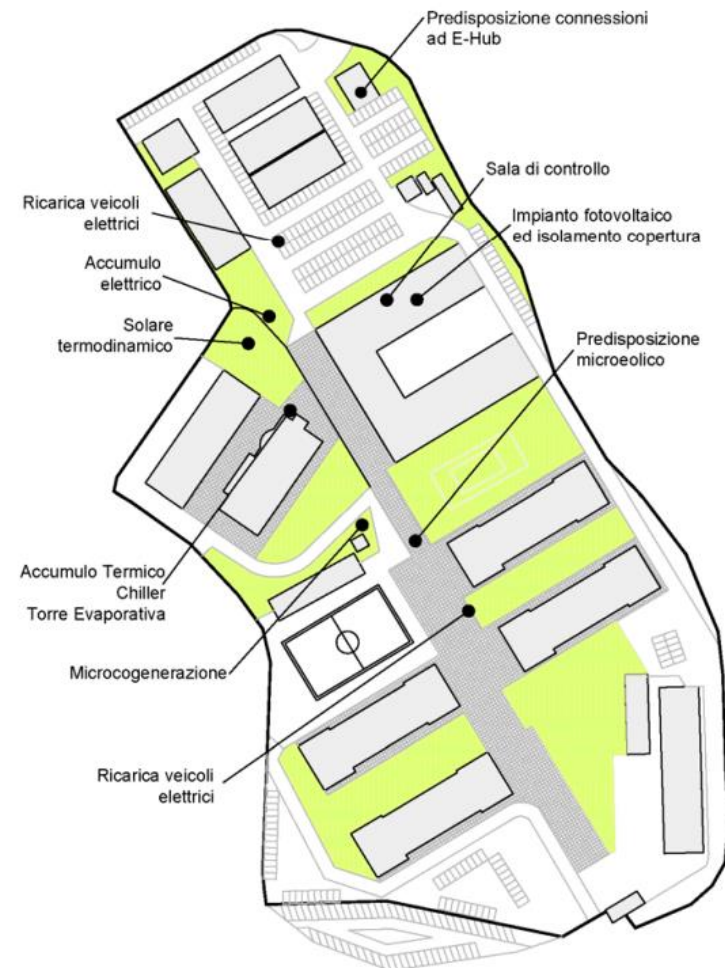 Predisposizione connessioni
ad E-Hub
Sala di controllo
Ricarica veicoli
elettrici
Impianto fotovoltaico
ed isolamento copertura
Accumulo
elettrico
Solare
termodinamico
Predisposizione
microeolico
Accumulo Termico
Chiller
Torre Evaporativa
Microcogenerazione
Ricarica veicoli
elettrici